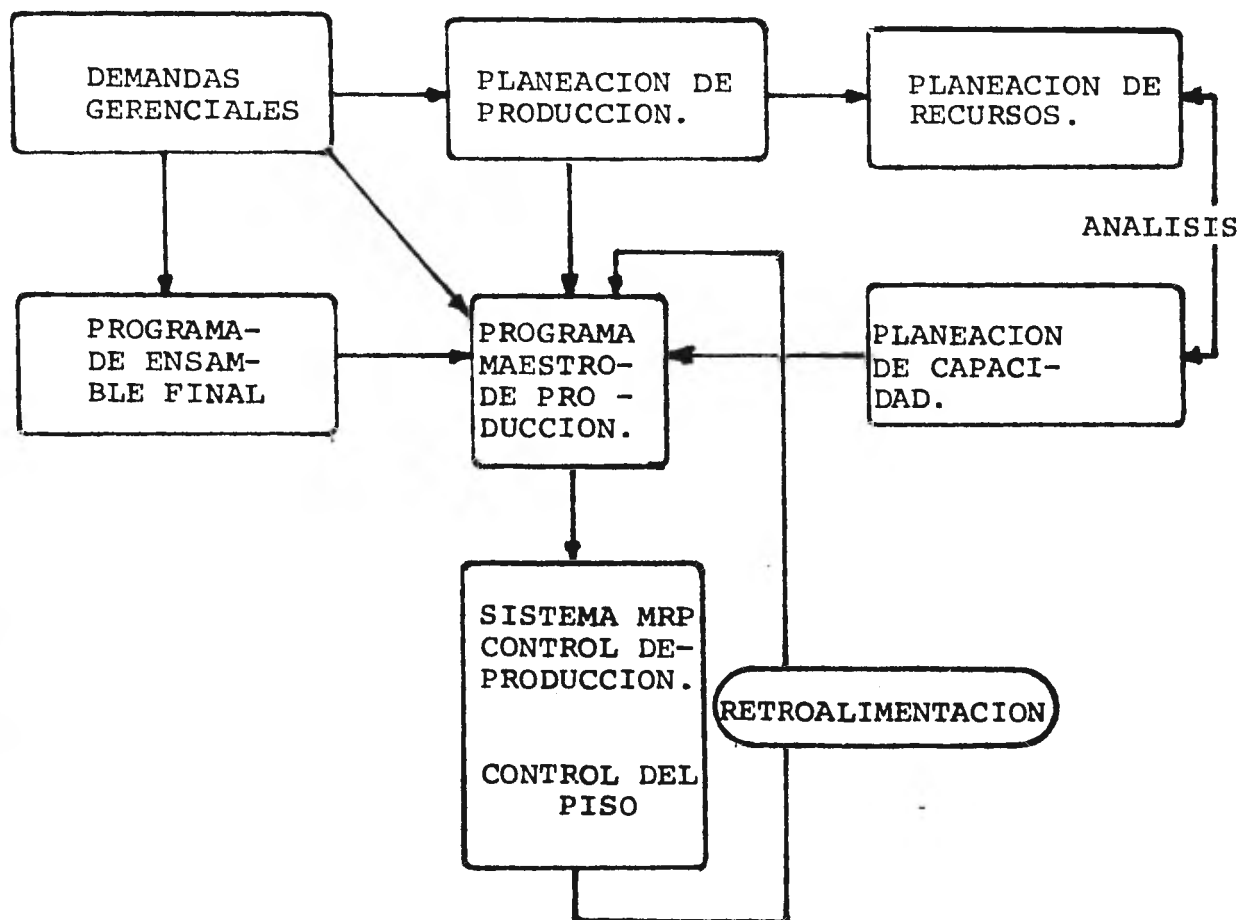 DEMANDAS
GERENCIALES
PLANEACION DE
PRODUCCION.
PLANEACION DE
RECURSOS.
ANALISIS
PROGRAMA-
DE ENSAM-
BLE FINAL
PROGRAMA
MAESTRO-
DE PRO -
DUCCION.
PLANEACION
DE CAPACI-
DAD.
SISTEMA MRP
CONTROL DE-
PRODUCCION.
CONTROL DEL
PISO
RETROALIMENTACION